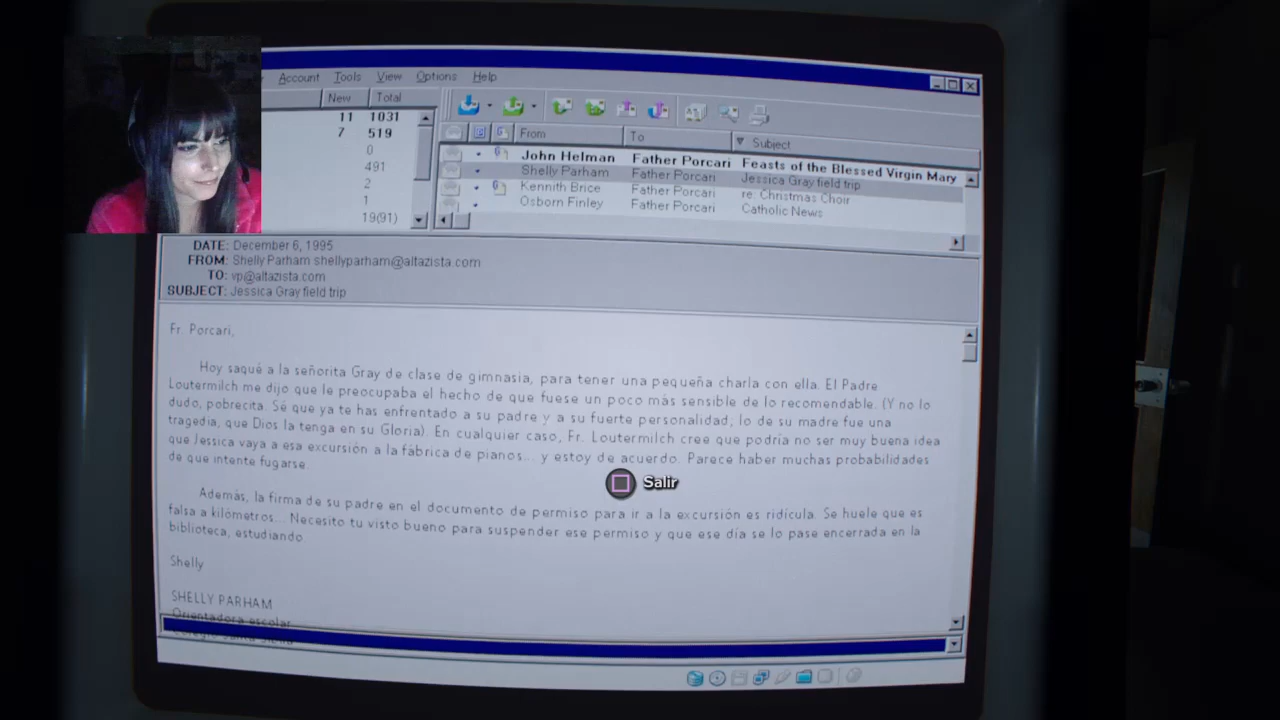 Account Tools View Options Help
New Total
11 1031
7 519
0
491
2
1
19(91)
From To Subject
John Helman Father Porcari Feasts of the Blessed Virgin Mary
Shelly Parham Father Porcari Jessica Gray field trip
Kennith Brice Father Porcari re: Christmas Choir
Osborn Finley Father Porcari Catholic News
DATE: December 6, 1995
FROM: Shelly Parham shellyparham@altazista.com
TO: vp@altazista.com
SUBJECT: Jessica Gray field trip
Fr. Porcari,
Hoy saqué a la señorita Gray de clase de gimnasia, para tener una pequeña charla con ella. El Padre
Loutermilch me dijo que le preocupaba el hecho de que fuese un poco más sensible de lo recomendable. (Y no lo
dudo, pobrecita. Sé que ya te has enfrentado a su padre y a su fuerte personalidad, lo de su madre fue una
tragedia, que Dios la tenga en su Gloria). En cualquier caso, Fr. Loutermilch cree que podría no ser muy buena idea
que Jessica vaya a esa excursión a la fábrica de pianos... y estoy de acuerdo. Parece haber muchas probabilidades
de que intente fugarse.
Salir
Además, la firma de su padre en el documento de permiso para ir a la excursión es ridícula. Se huele que es
falsa a kilómetros... Necesito tu visto bueno para suspender ese permiso y que ese día se lo pase encerrada en la
biblioteca, estudiando.
Shelly
SHELLY PARHAM
Orientadora escolar